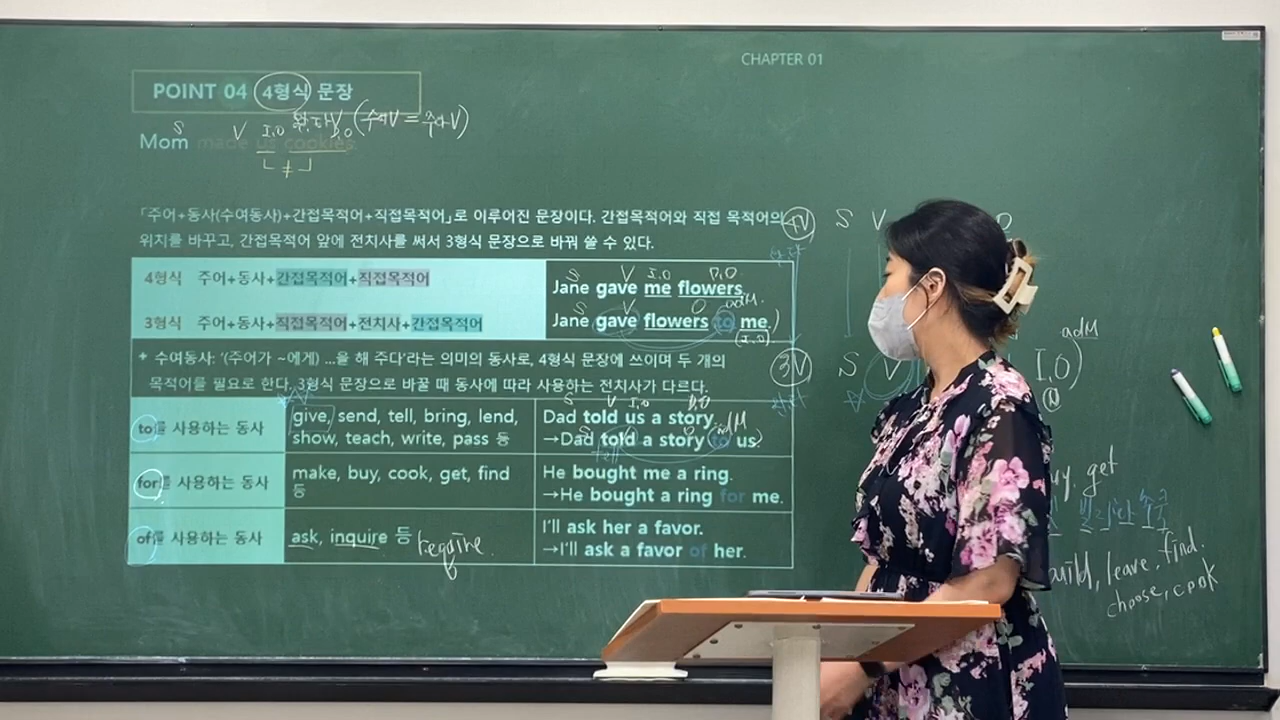 CHAPTER 01
POINT 04 4형식 문장
S V I.O D.O (수여V = 주다V)
Mom made us cookies.
≠
「주어+동사(수여동사)+간접목적어+직접목적어」로 이루어진 문장이다. 간접목적어와 직접 목적어의
위치를 바꾸고, 간접목적어 앞에 전치사를 써서 3형식 문장으로 바꿔 쓸 수 있다.
4형식 주어+동사+간접목적어+직접목적어
S V I.O D.O
Jane gave me flowers.
3형식 주어+동사+직접목적어+전치사+간접목적어
S V O adM.
Jane gave flowers to me.)
(I.O)
+ 수여동사: '(주어가 ~에게) …을 해 주다'라는 의미의 동사로, 4형식 문장에 쓰이며 두 개의
목적어를 필요로 한다. 3형식 문장으로 바꿀 때 동사에 따라 사용하는 전치사가 다르다.
to를 사용하는 동사
give, send, tell, bring, lend,
show, teach, write, pass 등
S V I.O D.O
Dad told us a story.
S V O adM
→Dad told a story (to us.)
for를 사용하는 동사
make, buy, cook, get, find
등
He bought me a ring.
→He bought a ring for me.
of를 사용하는 동사
ask, inquire 등 require.
I'll ask her a favor.
→I'll ask a favor of her.
4V S V O
adM
3V S V I.O)
N
get
build, leave, find.
choose, cook